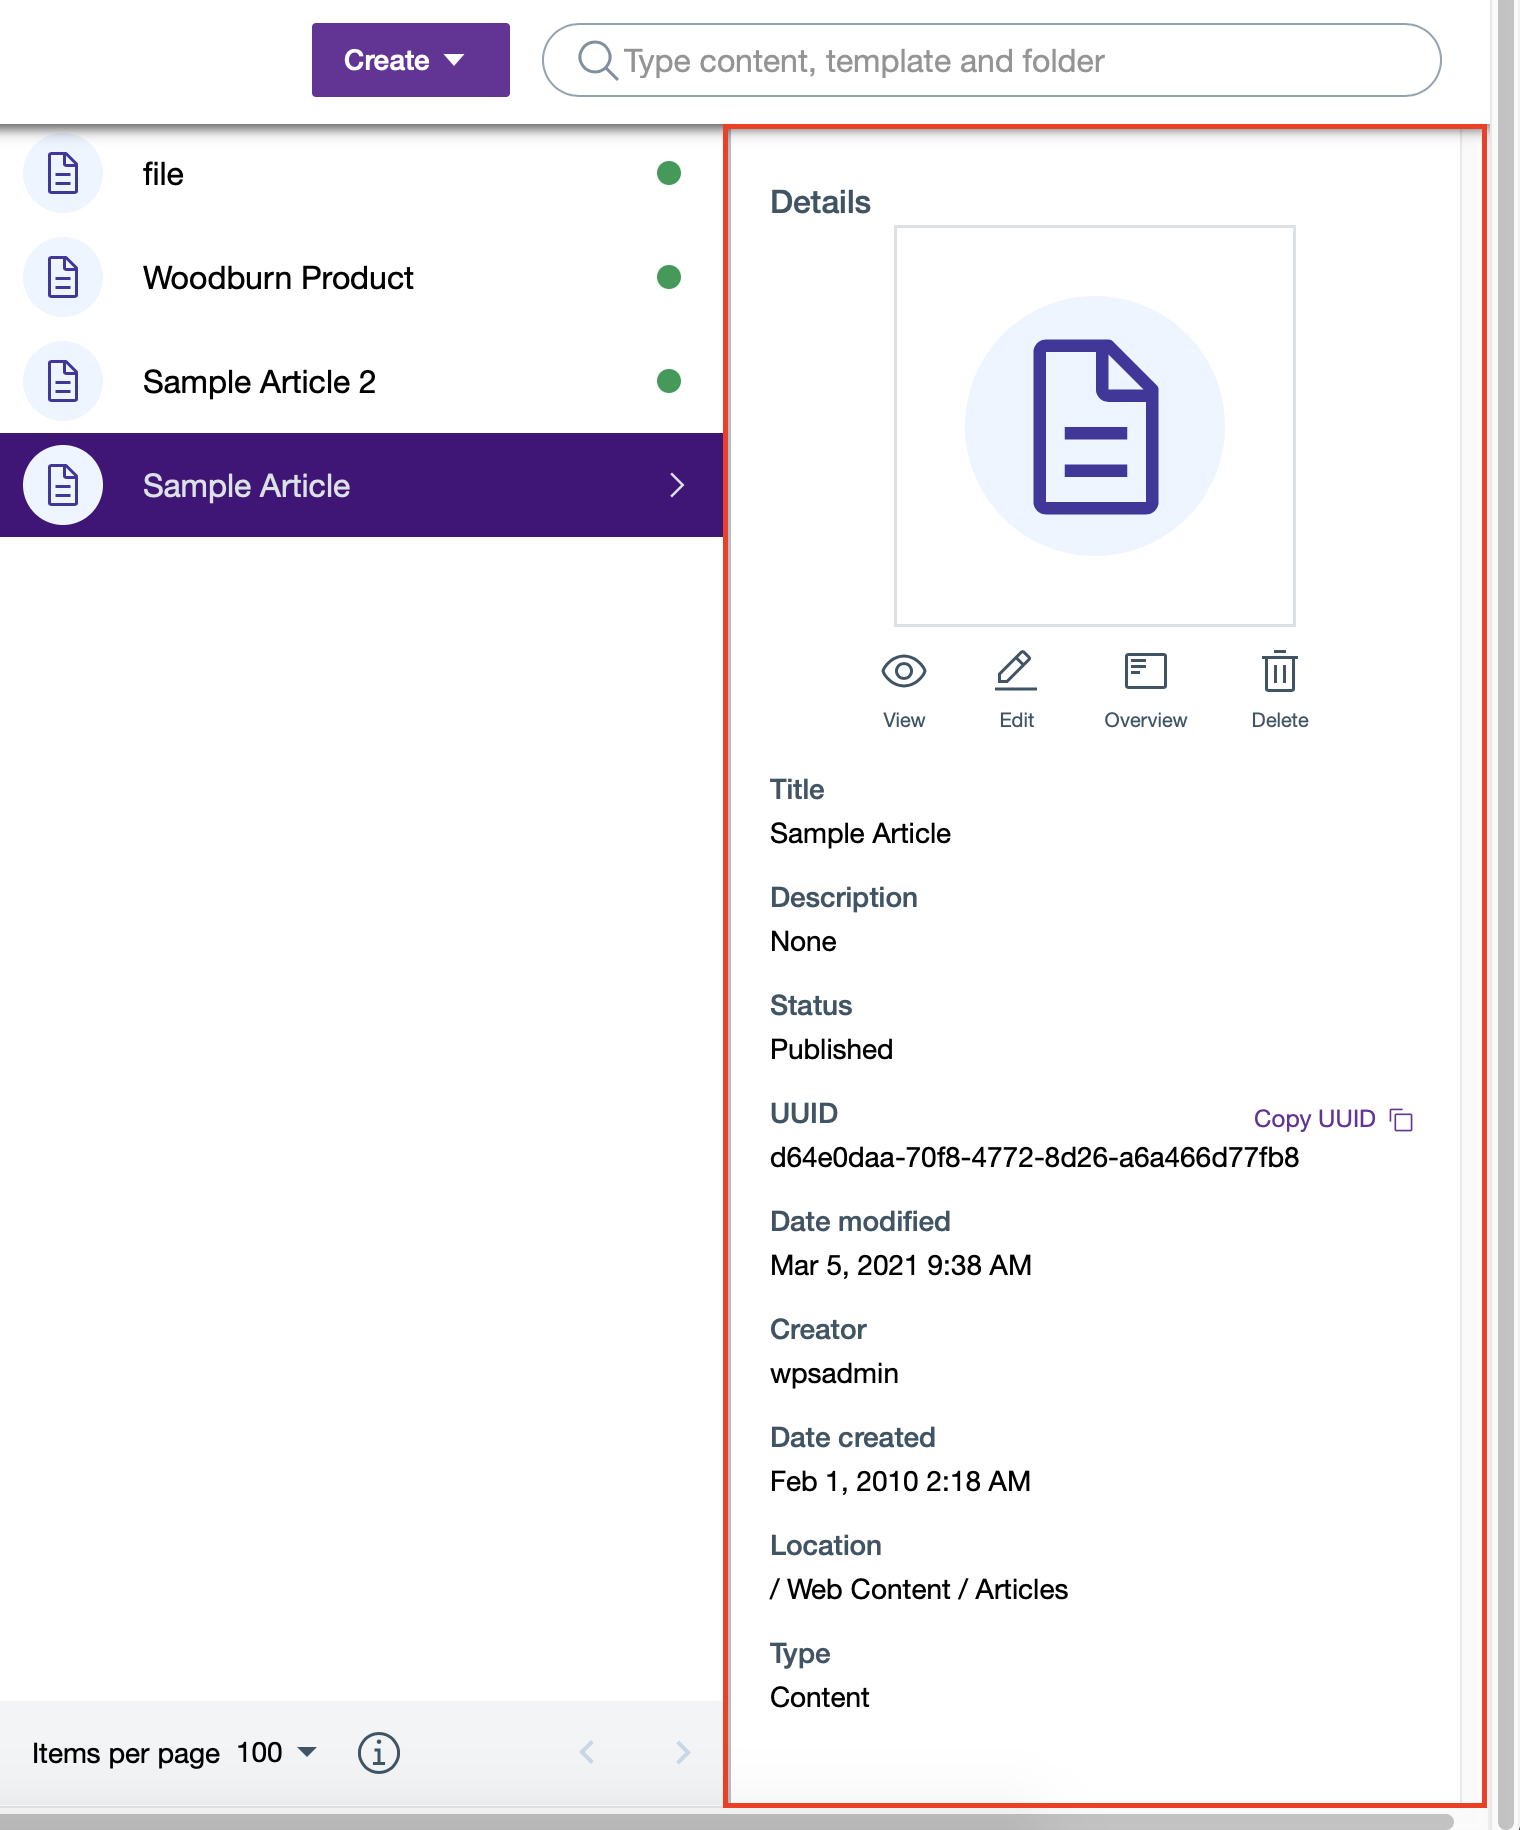 Create
Type content, template and folder
file
Woodburn Product
Sample Article 2
Sample Article
Items per page 100
Details
View Edit Overview Delete
Title
Sample Article
Description
None
Status
Published
UUID
Copy UUID
d64e0daa-70f8-4772-8d26-a6a466d77fb8
Date modified
Mar 5, 2021 9:38 AM
Creator
wpsadmin
Date created
Feb 1, 2010 2:18 AM
Location
/ Web Content / Articles
Type
Content